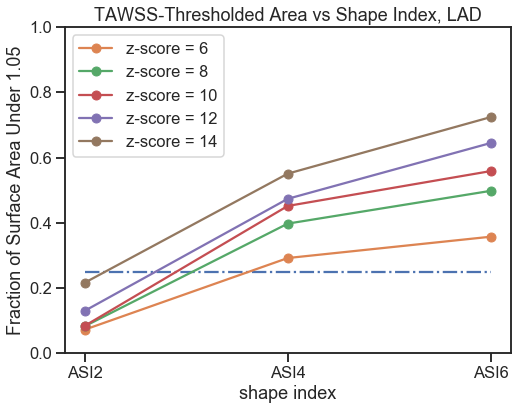 TAWSS-Thresholded Area vs Shape Index, LAD
Fraction of Surface Area Under 1.05
1.0
0.8
0.6
0.4
0.2
0.0
z-score = 6
z-score = 8
z-score = 10
z-score = 12
z-score = 14
ASI2
ASI4
ASI6
shape index